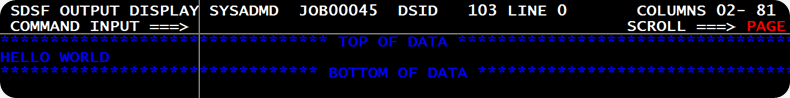 SDSF OUTPUT DISPLAY SYSADMD  JOB00045  DSID   103 LINE 0       COLUMNS 02- 81
COMMAND INPUT ===>                                            SCROLL ===> PAGE
********************************* TOP OF DATA *********************************
HELLO WORLD
******************************** BOTTOM OF DATA *******************************